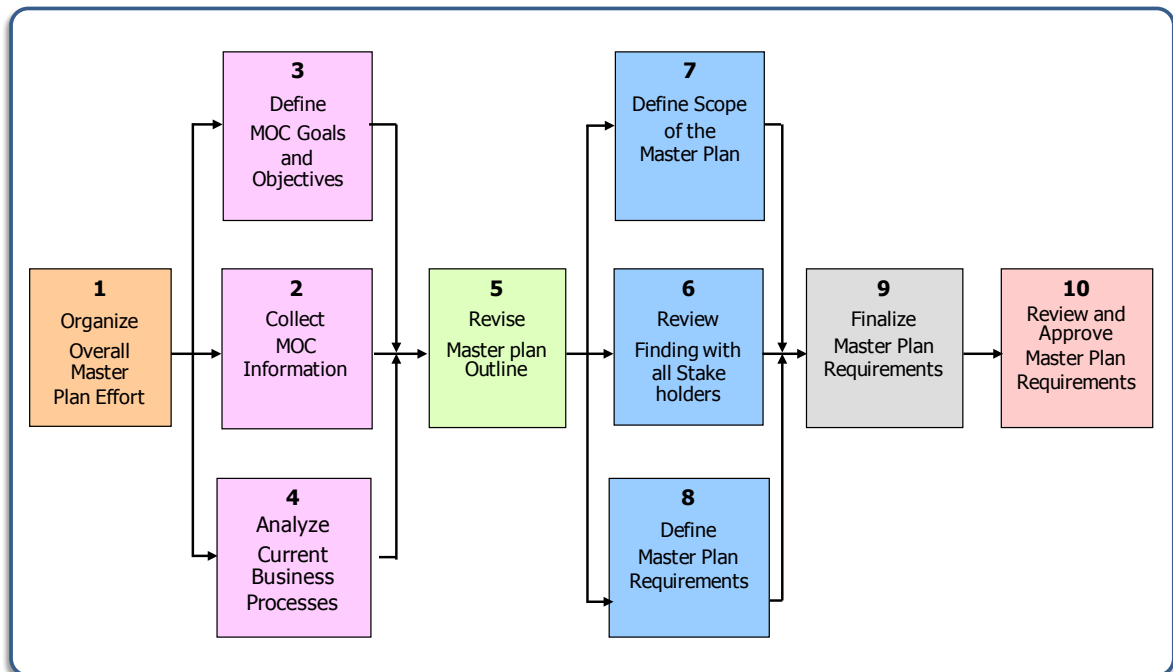 1
Organize
Overall
Master
Plan Effort
3
Define
MOC Goals
and
Objectives
2
Collect
MOC
Information
4
Analyze
Current
Business
Processes
5
Revise
Master plan
Outline
7
Define Scope
of the
Master Plan
6
Review
Finding with
all Stake
holders
8
Define
Master Plan
Requirements
9
Finalize
Master Plan
Requirements
10
Review and
Approve
Master Plan
Requirements